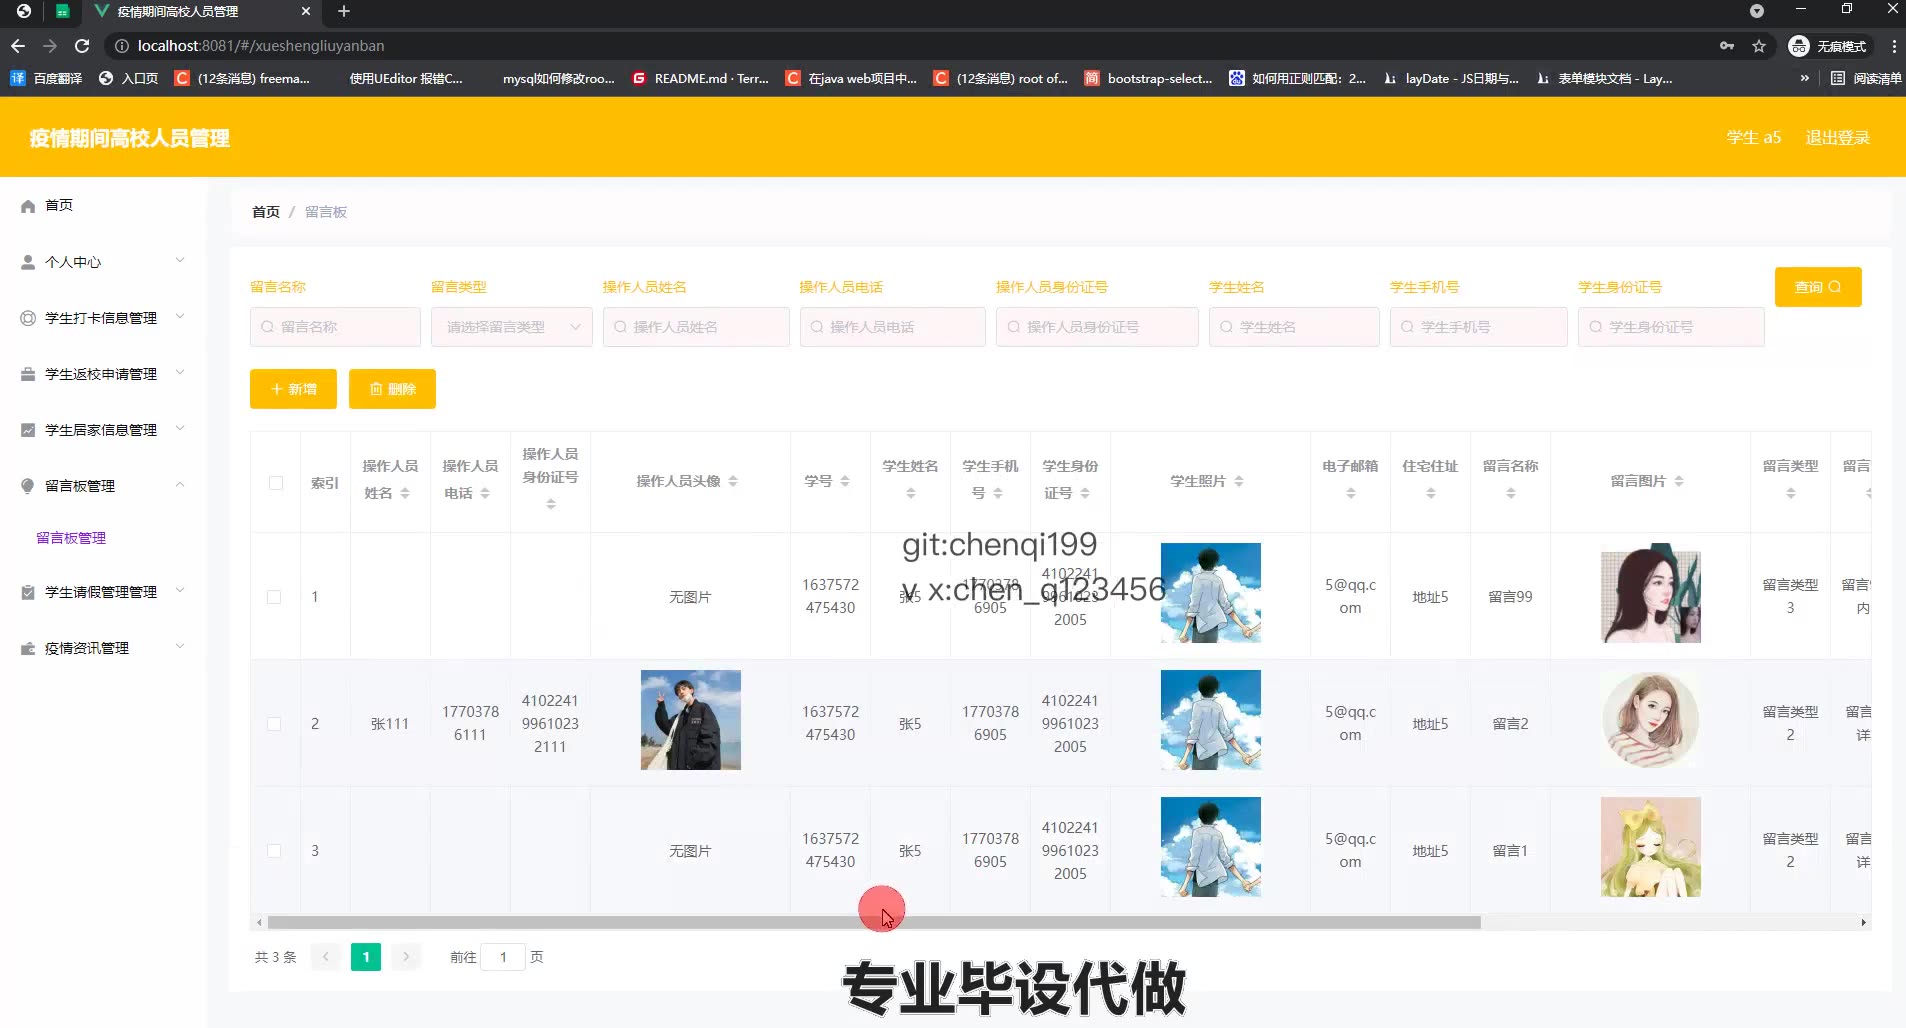 疫情期间高校人员管理
localhost:8081/#/xueshengliuyanban
无痕模式
百度翻译
入口页
(12条消息) freema...
使用UEditor 报错C...
mysql如何修改roo...
README.md · Terr...
在java web项目中...
(12条消息) root of...
bootstrap-select...
如何用正则匹配：2...
layDate - JS日期与...
表单模块文档 - Lay...
»
阅读清单
疫情期间高校人员管理
学生 a5
退出登录
首页
个人中心
学生打卡信息管理
学生返校申请管理
学生居家信息管理
留言板管理
留言板管理
学生请假管理管理
疫情资讯管理
首页 / 留言板
留言名称 留言类型 操作人员姓名 操作人员电话 操作人员身份证号 学生姓名 学生手机号 学生身份证号
留言名称 请选择留言类型 操作人员姓名 操作人员电话 操作人员身份证号 学生姓名 学生手机号 学生身份证号
查询
新增 删除
索引 操作人员姓名 操作人员电话 操作人员身份证号 操作人员头像 学号 学生姓名 学生手机号 学生身份证号 学生照片 电子邮箱 住宅住址 留言名称 留言图片 留言类型 留言
1 无图片 1637572475430 张5 17703786905 410224199610232005 5@qq.com 地址5 留言99 留言类型3
2 张111 17703786111 410224199610232111 1637572475430 张5 17703786905 410224199610232005 5@qq.com 地址5 留言2 留言类型2 留言详
3 无图片 1637572475430 张5 17703786905 410224199610232005 5@qq.com 地址5 留言1 留言类型2 留言详
git:chenqi199
v x:chen_q123456
共 3 条 1 前往 1 页
专业毕设代做